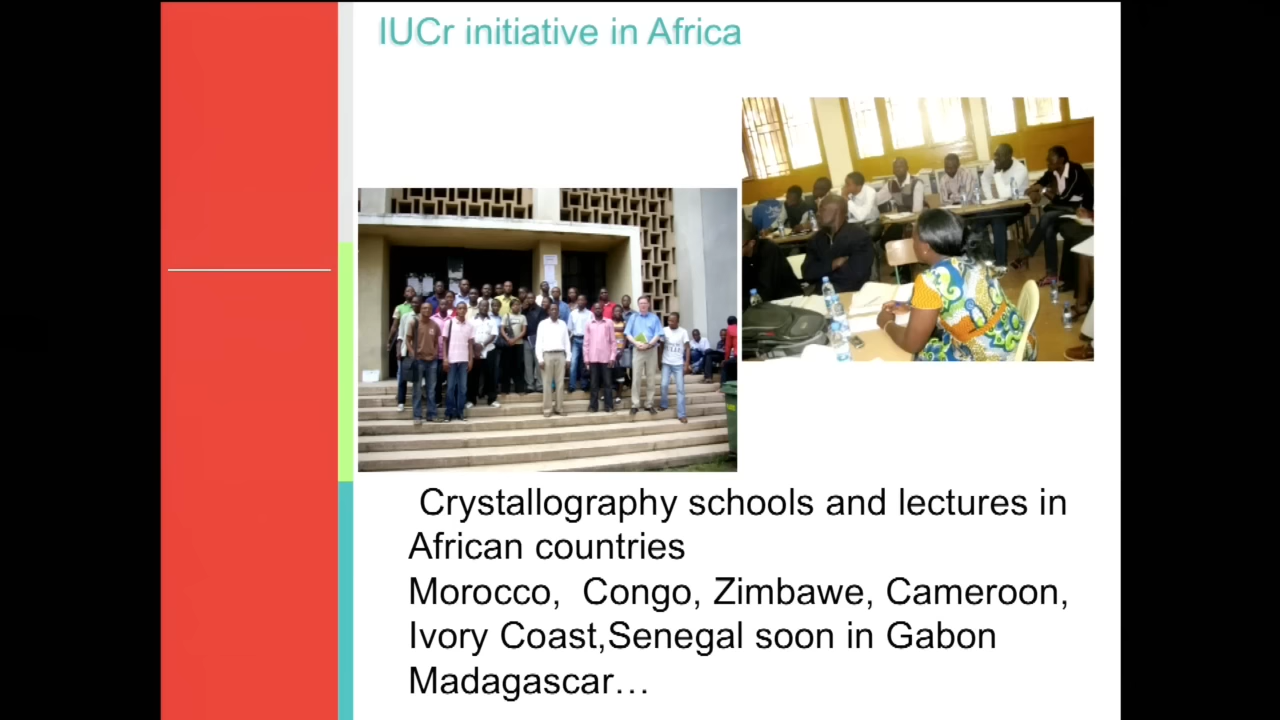 IUCr initiative in Africa
Crystallography schools and lectures in
African countries
Morocco, Congo, Zimbawe, Cameroon,
Ivory Coast,Senegal soon in Gabon
Madagascar…